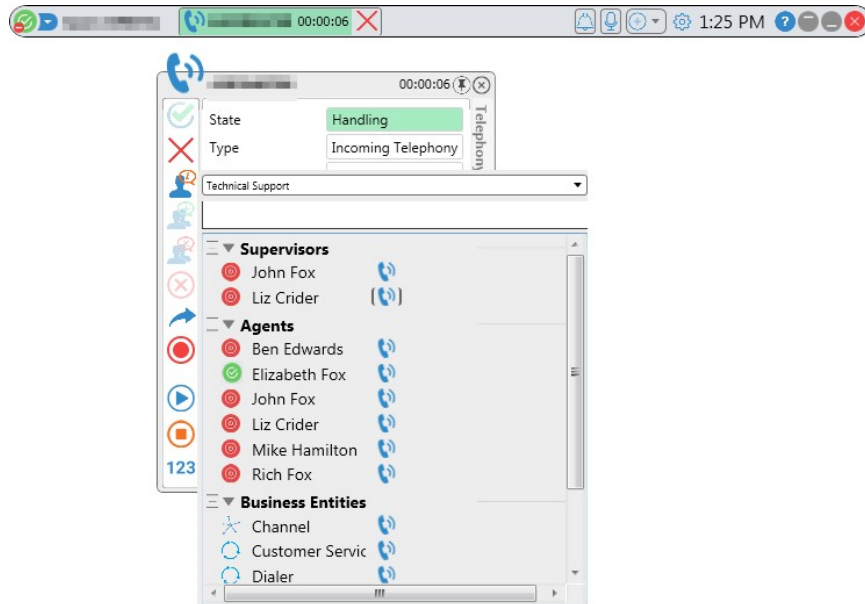 00:00:06
1:25 PM
?
00:00:06
State Handling
Type Incoming Telephony
Telephony
Technical Support
Supervisors
John Fox
Liz Crider
Agents
Ben Edwards
Elizabeth Fox
John Fox
Liz Crider
Mike Hamilton
Rich Fox
123
Business Entities
Channel
Customer Servic
Dialer